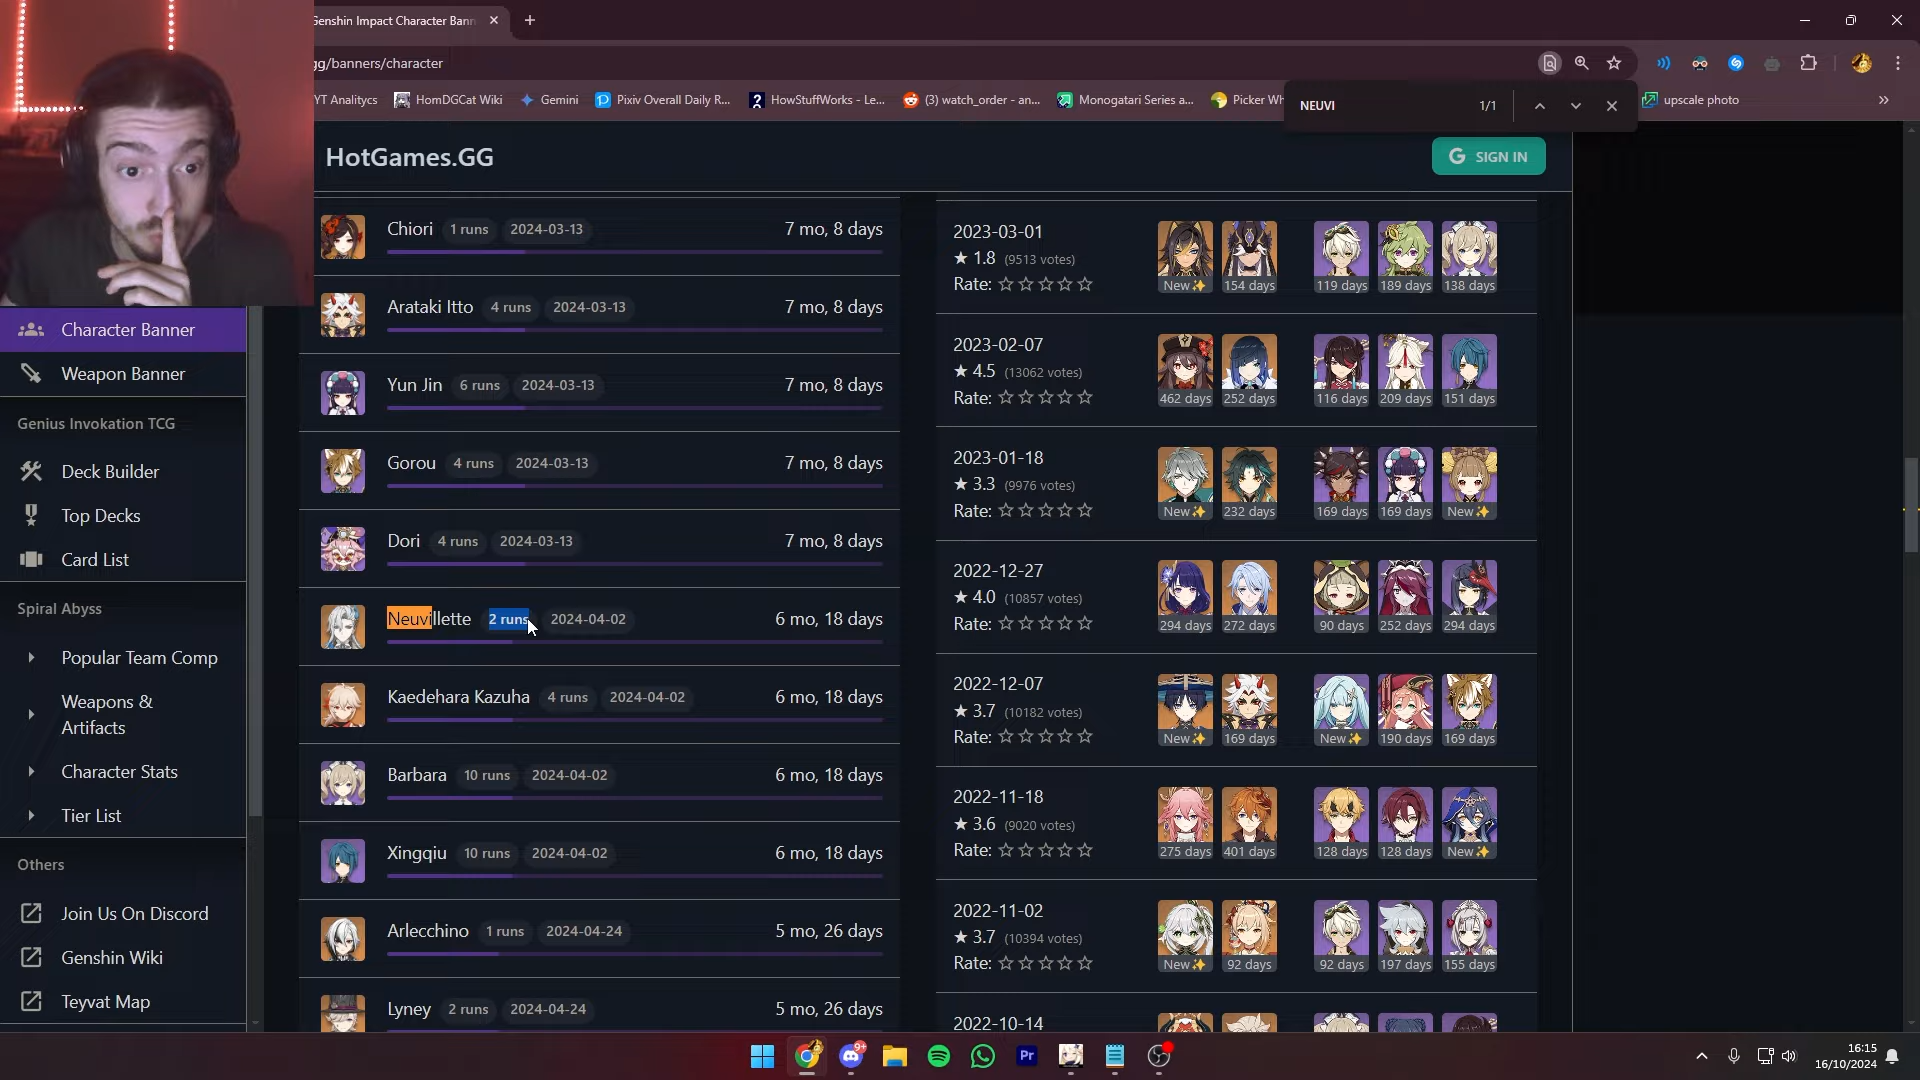 Genshin Impact Character Bann
gg/banners/character
YT Analitycs
HomDGCat Wiki
Gemini
Pixiv Overall Daily R...
HowStuffWorks - Le...
(3) watch_order - an...
Monogatari Series a...
Picker Wh
upscale photo
NEUVI
1/1
HotGames.GG
SIGN IN
Character Banner
Weapon Banner
Genius Invokation TCG
Deck Builder
Top Decks
Card List
Spiral Abyss
Popular Team Comp
Weapons &
Artifacts
Character Stats
Tier List
Others
Join Us On Discord
Genshin Wiki
Teyvat Map
Chiori 1 runs 2024-03-13 7 mo, 8 days
Arataki Itto 4 runs 2024-03-13 7 mo, 8 days
Yun Jin 6 runs 2024-03-13 7 mo, 8 days
Gorou 4 runs 2024-03-13 7 mo, 8 days
Dori 4 runs 2024-03-13 7 mo, 8 days
Neuvillette 2 runs 2024-04-02 6 mo, 18 days
Kaedehara Kazuha 4 runs 2024-04-02 6 mo, 18 days
Barbara 10 runs 2024-04-02 6 mo, 18 days
Xingqiu 10 runs 2024-04-02 6 mo, 18 days
Arlecchino 1 runs 2024-04-24 5 mo, 26 days
Lyney 2 runs 2024-04-24 5 mo, 26 days
2023-03-01
★ 1.8 (9513 votes)
Rate: ☆☆☆☆☆
New✨ 154 days 119 days 189 days 138 days
2023-02-07
★ 4.5 (13062 votes)
Rate: ☆☆☆☆☆
462 days 252 days 116 days 209 days 151 days
2023-01-18
★ 3.3 (9976 votes)
Rate: ☆☆☆☆☆
New✨ 232 days 169 days 169 days New✨
2022-12-27
★ 4.0 (10857 votes)
Rate: ☆☆☆☆☆
294 days 272 days 90 days 252 days 294 days
2022-12-07
★ 3.7 (10182 votes)
Rate: ☆☆☆☆☆
New✨ 169 days New✨ 190 days 169 days
2022-11-18
★ 3.6 (9020 votes)
Rate: ☆☆☆☆☆
275 days 401 days 128 days 128 days New✨
2022-11-02
★ 3.7 (10394 votes)
Rate: ☆☆☆☆☆
New✨ 92 days 92 days 197 days 155 days
2022-10-14
9+
Pr
16:15
16/10/2024